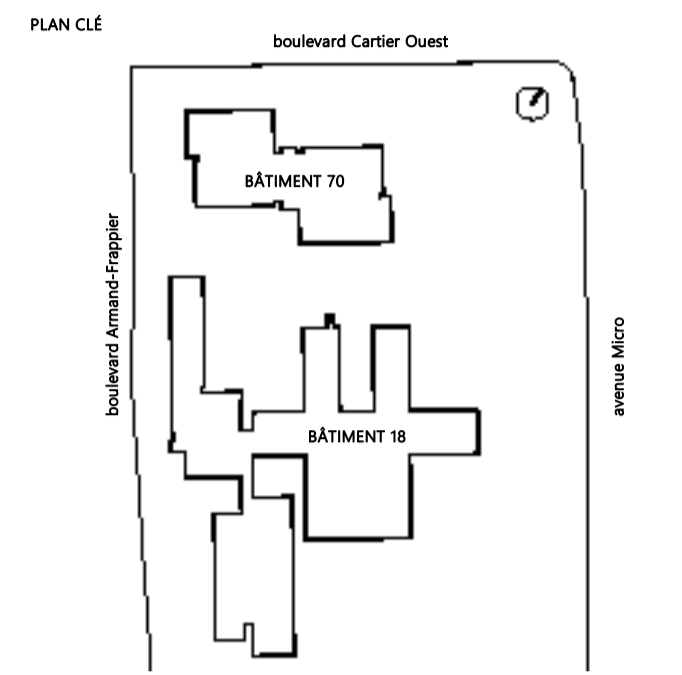 PLAN CLÉ
boulevard Cartier Ouest
BÂTIMENT 70
boulevard Armand-Frappier
avenue Micro
BÂTIMENT 18